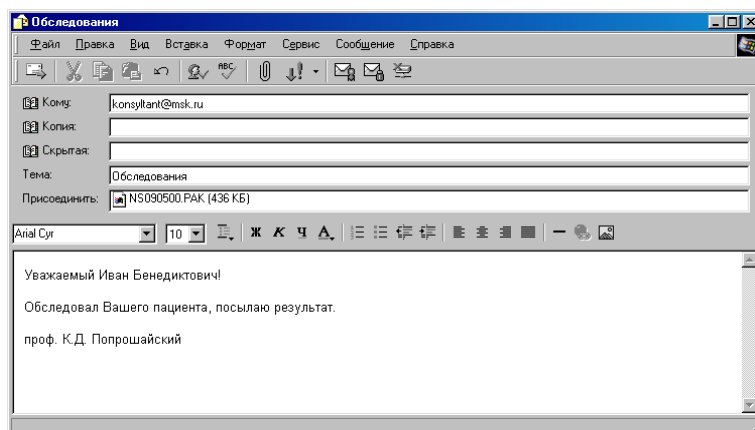 Обследования
Файл Правка Вид Вставка Формат Сервис Сообщение Справка
ABC
Кому: konsyltant@msk.ru
Копия:
Скрытая:
Тема: Обследования
Присоединить: NS090500.PAK (436 КБ)
Arial Cyr 10 Ж К Ч А
Уважаемый Иван Бенедиктович!
Обследовал Вашего пациента, посылаю результат.
проф. К.Д. Попрошайский